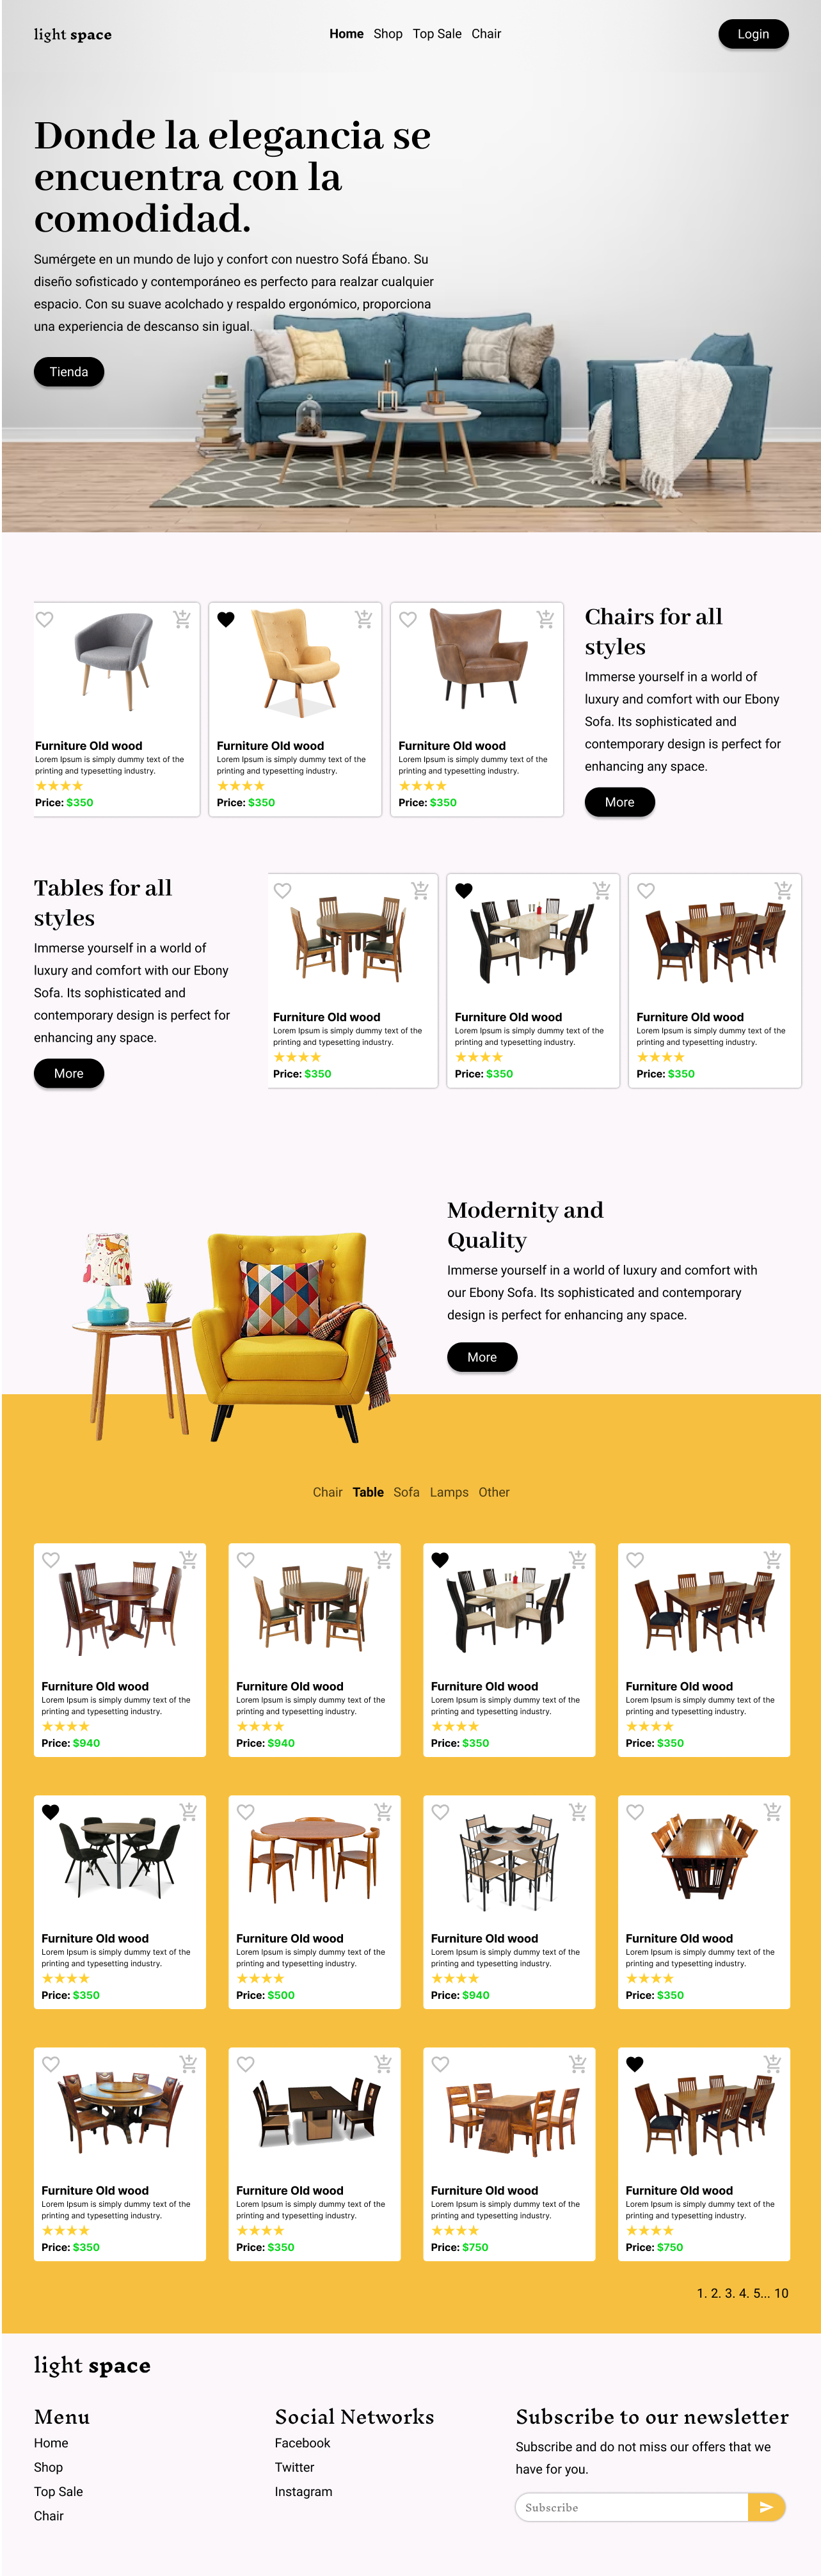 light space
Home Shop Top Sale Chair
Login
Donde la elegancia se
encuentra con la
comodidad.
Sumérgete en un mundo de lujo y confort con nuestro Sofá Ébano. Su
diseño sofisticado y contemporáneo es perfecto para realzar cualquier
espacio. Con su suave acolchado y respaldo ergonómico, proporciona
una experiencia de descanso sin igual.
Tienda
Furniture Old wood
Lorem Ipsum is simply dummy text of the
printing and typesetting industry.
Price: $350
Furniture Old wood
Lorem Ipsum is simply dummy text of the
printing and typesetting industry.
Price: $350
Furniture Old wood
Lorem Ipsum is simply dummy text of the
printing and typesetting industry.
Price: $350
Chairs for all
styles
Immerse yourself in a world of
luxury and comfort with our Ebony
Sofa. Its sophisticated and
contemporary design is perfect for
enhancing any space.
More
Tables for all
styles
Immerse yourself in a world of
luxury and comfort with our Ebony
Sofa. Its sophisticated and
contemporary design is perfect for
enhancing any space.
More
Furniture Old wood
Lorem Ipsum is simply dummy text of the
printing and typesetting industry.
Price: $350
Furniture Old wood
Lorem Ipsum is simply dummy text of the
printing and typesetting industry.
Price: $350
Furniture Old wood
Lorem Ipsum is simply dummy text of the
printing and typesetting industry.
Price: $350
Modernity and
Quality
Immerse yourself in a world of luxury and comfort with
our Ebony Sofa. Its sophisticated and contemporary
design is perfect for enhancing any space.
More
Chair Table Sofa Lamps Other
Furniture Old wood
Lorem Ipsum is simply dummy text of the
printing and typesetting industry.
Price: $940
Furniture Old wood
Lorem Ipsum is simply dummy text of the
printing and typesetting industry.
Price: $940
Furniture Old wood
Lorem Ipsum is simply dummy text of the
printing and typesetting industry.
Price: $350
Furniture Old wood
Lorem Ipsum is simply dummy text of the
printing and typesetting industry.
Price: $350
Furniture Old wood
Lorem Ipsum is simply dummy text of the
printing and typesetting industry.
Price: $350
Furniture Old wood
Lorem Ipsum is simply dummy text of the
printing and typesetting industry.
Price: $500
Furniture Old wood
Lorem Ipsum is simply dummy text of the
printing and typesetting industry.
Price: $940
Furniture Old wood
Lorem Ipsum is simply dummy text of the
printing and typesetting industry.
Price: $350
Furniture Old wood
Lorem Ipsum is simply dummy text of the
printing and typesetting industry.
Price: $350
Furniture Old wood
Lorem Ipsum is simply dummy text of the
printing and typesetting industry.
Price: $350
Furniture Old wood
Lorem Ipsum is simply dummy text of the
printing and typesetting industry.
Price: $750
Furniture Old wood
Lorem Ipsum is simply dummy text of the
printing and typesetting industry.
Price: $750
1. 2. 3. 4. 5... 10
light space
Menu
Home
Shop
Top Sale
Chair
Social Networks
Facebook
Twitter
Instagram
Subscribe to our newsletter
Subscribe and do not miss our offers that we
have for you.
Subscribe